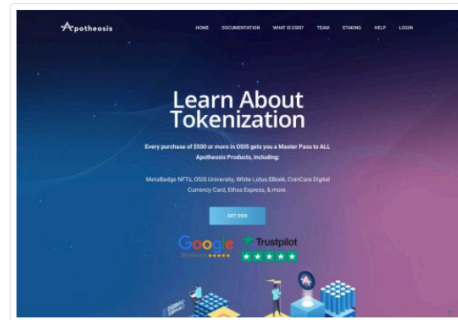 Apotheosis
HOME DOCUMENTATION WHAT IS OSIS? TEAM STAKING HELP LOGIN
Learn About
Tokenization
Every purchase of $500 or more in OSIS gets you a Master Pass to ALL
Apotheosis Products, including:
MetaBadge NFTs, OSIS University, White Lotus EBook, CoinCare Digital
Currency Card, Ethos Express, & more.
GET OSIS
Google Trustpilot
Reviews